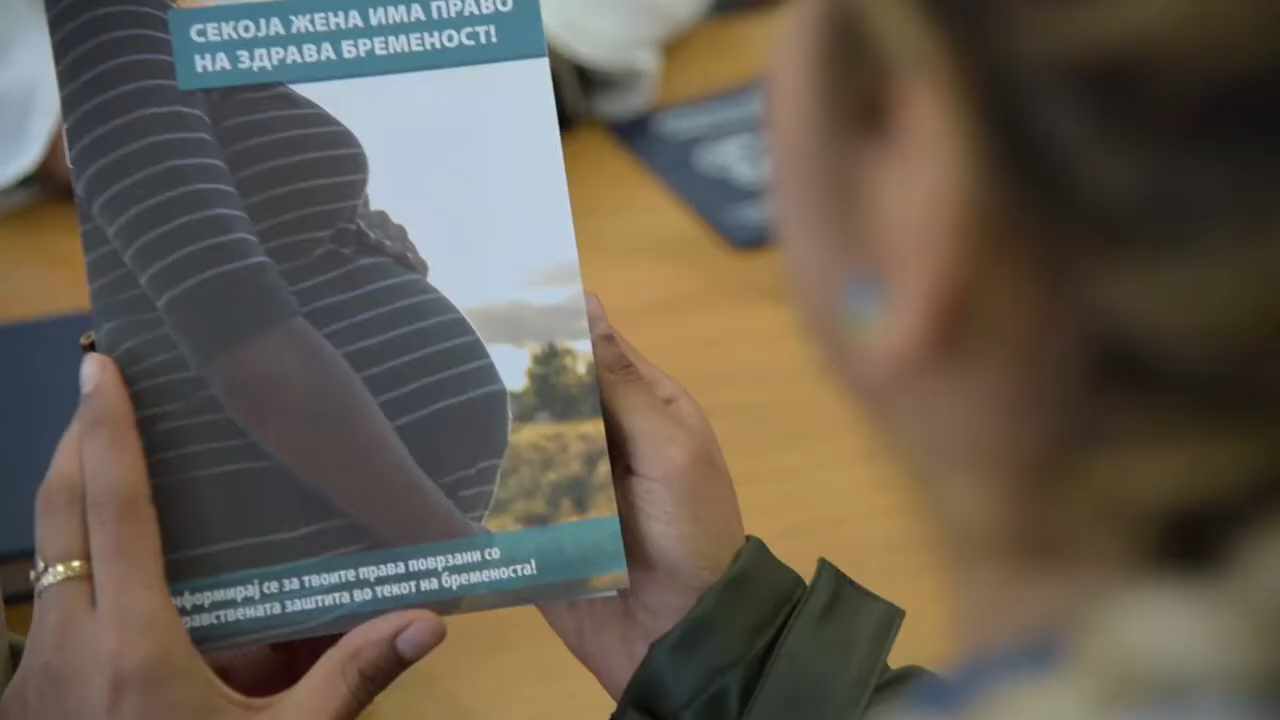 СЕКОЈА ЖЕНА ИМА ПРАВО
НА ЗДРАВА БРЕМЕНОСТ!
нформирај се за твоите права поврзани со
равствената заштита во текот на бременоста!